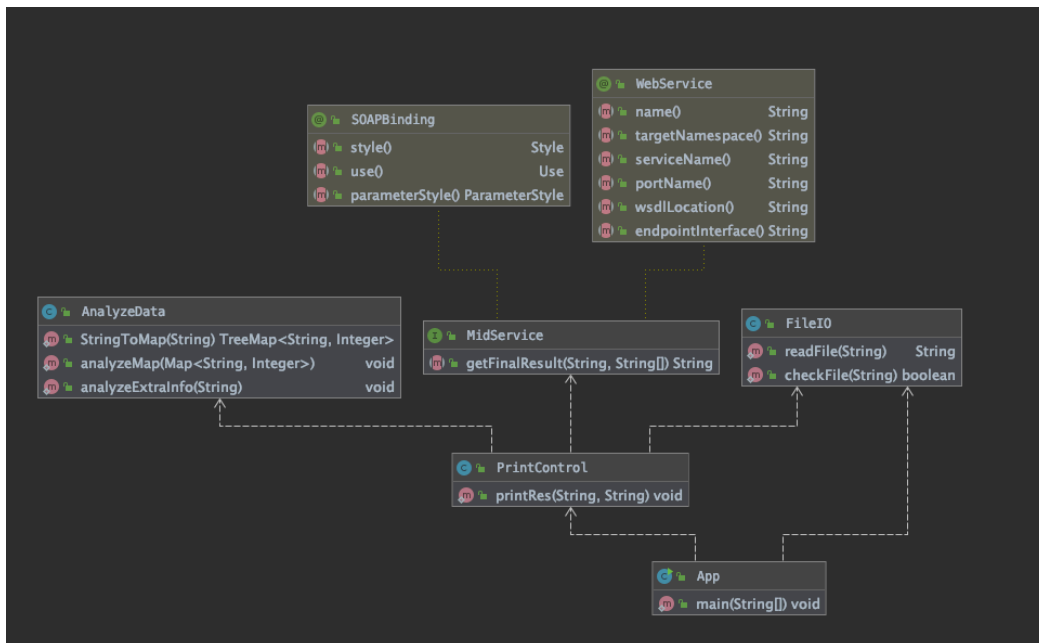 WebService
name() String
targetNamespace() String
serviceName() String
portName() String
wsdlLocation() String
endpointInterface() String
SOAPBinding
style() Style
use() Use
parameterStyle() ParameterStyle
AnalyzeData
StringToMap(String) TreeMap<String, Integer>
analyzeMap(Map<String, Integer>) void
analyzeExtraInfo(String) void
MidService
getFinalResult(String, String[]) String
FileIO
readFile(String) String
checkFile(String) boolean
PrintControl
printRes(String, String) void
App
main(String[]) void